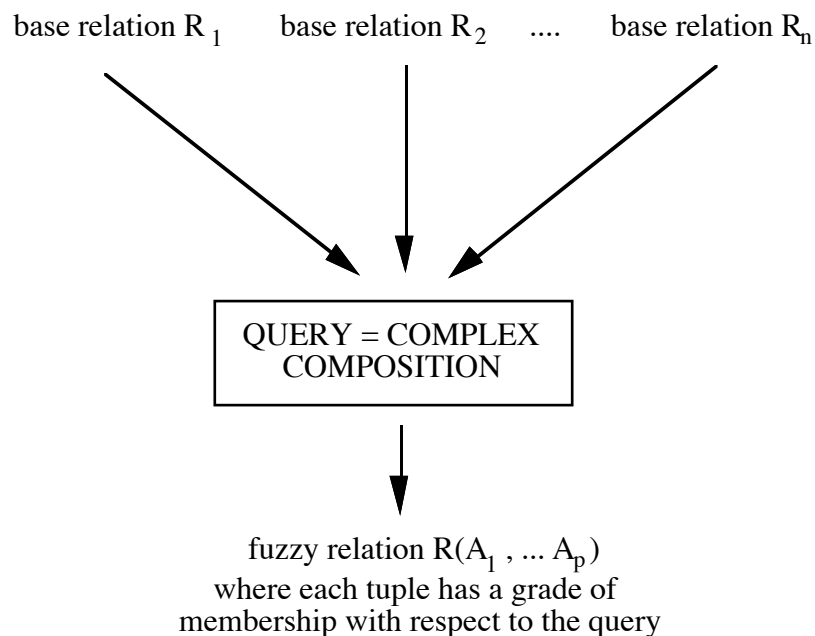 base relation R₁ base relation R₂ .... base relation Rₙ
QUERY = COMPLEX
COMPOSITION
fuzzy relation R(A₁ , ... Aₚ)
where each tuple has a grade of
membership with respect to the query